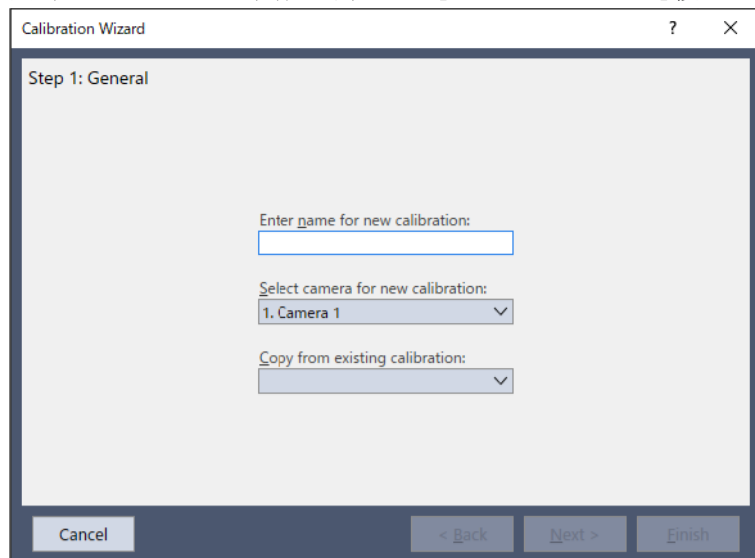 Calibration Wizard
?
Step 1: General
Enter name for new calibration:
Select camera for new calibration:
1. Camera 1
Copy from existing calibration:
Cancel
< Back
Next >
Finish